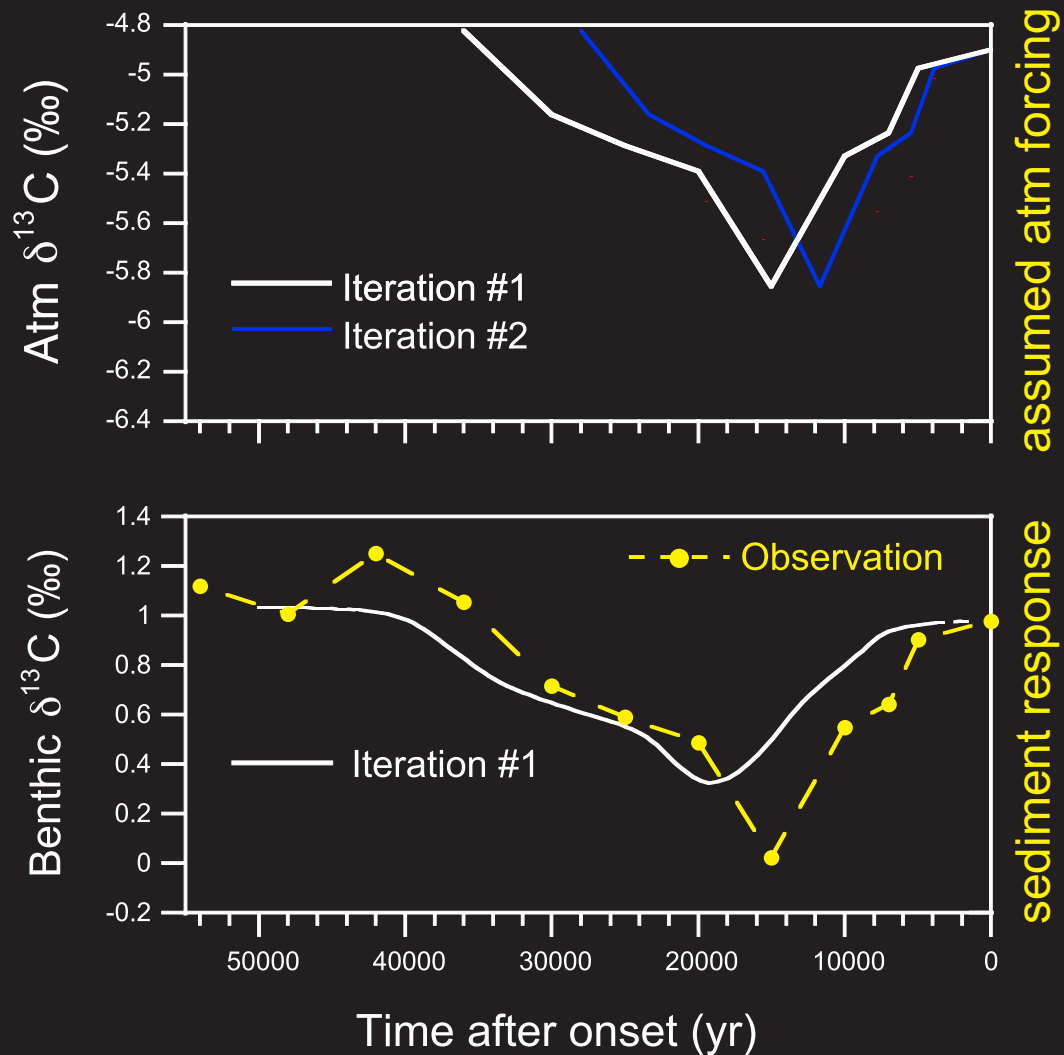 -4.8
-5
-5.2
-5.4
-5.6
-5.8
-6
-6.2
-6.4
Atm δ¹³C (‰)
Iteration #1
Iteration #2
assumed atm forcing
1.4
1.2
1
0.8
0.6
0.4
0.2
0
-0.2
Benthic δ¹³C (‰)
Observation
Iteration #1
sediment response
50000 40000 30000 20000 10000 0
Time after onset (yr)